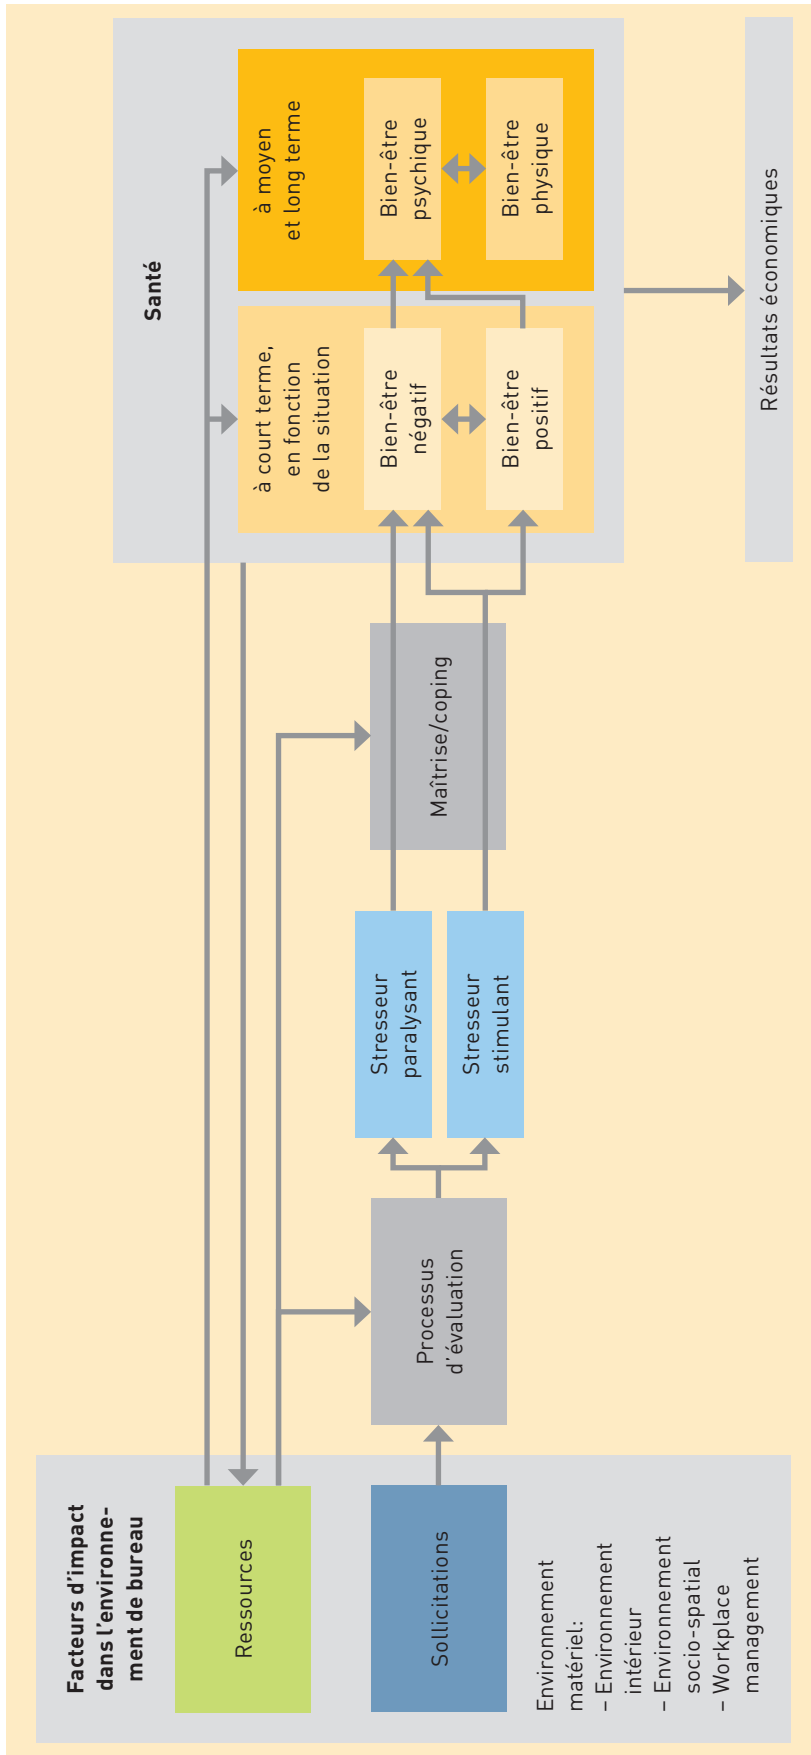 Facteurs d'impact
dans l'environne-
ment de bureau
Ressources
Sollicitations
Environnement
matériel:
– Environnement
intérieur
– Environnement
socio-spatial
– Workplace
management
Processus
d'évaluation
Stresseur
paralysant
Stresseur
stimulant
Maîtrise/coping
Santé
à court terme,
en fonction
de la situation
Bien-être
négatif
Bien-être
positif
à moyen
et long terme
Bien-être
psychique
Bien-être
physique
Résultats économiques